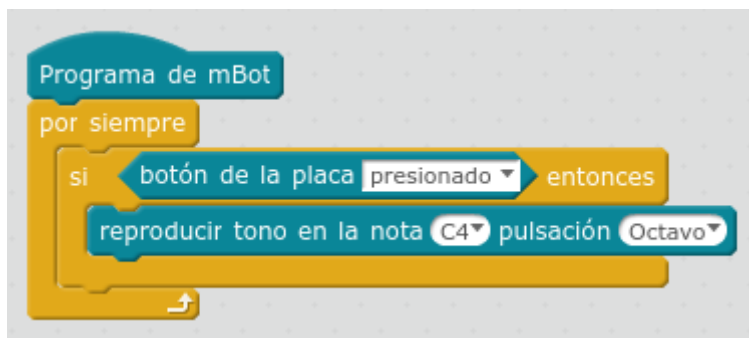 Programa de mBot
por siempre
si botón de la placa presionado entonces
reproducir tono en la nota C4 pulsación Octavo